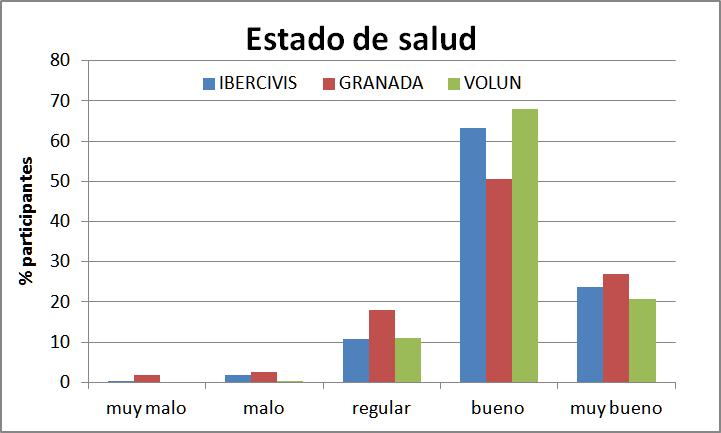 Estado de salud
IBERCIVIS GRANADA VOLUN
% participantes
80
70
60
50
40
30
20
10
0
muy malo malo regular bueno muy bueno